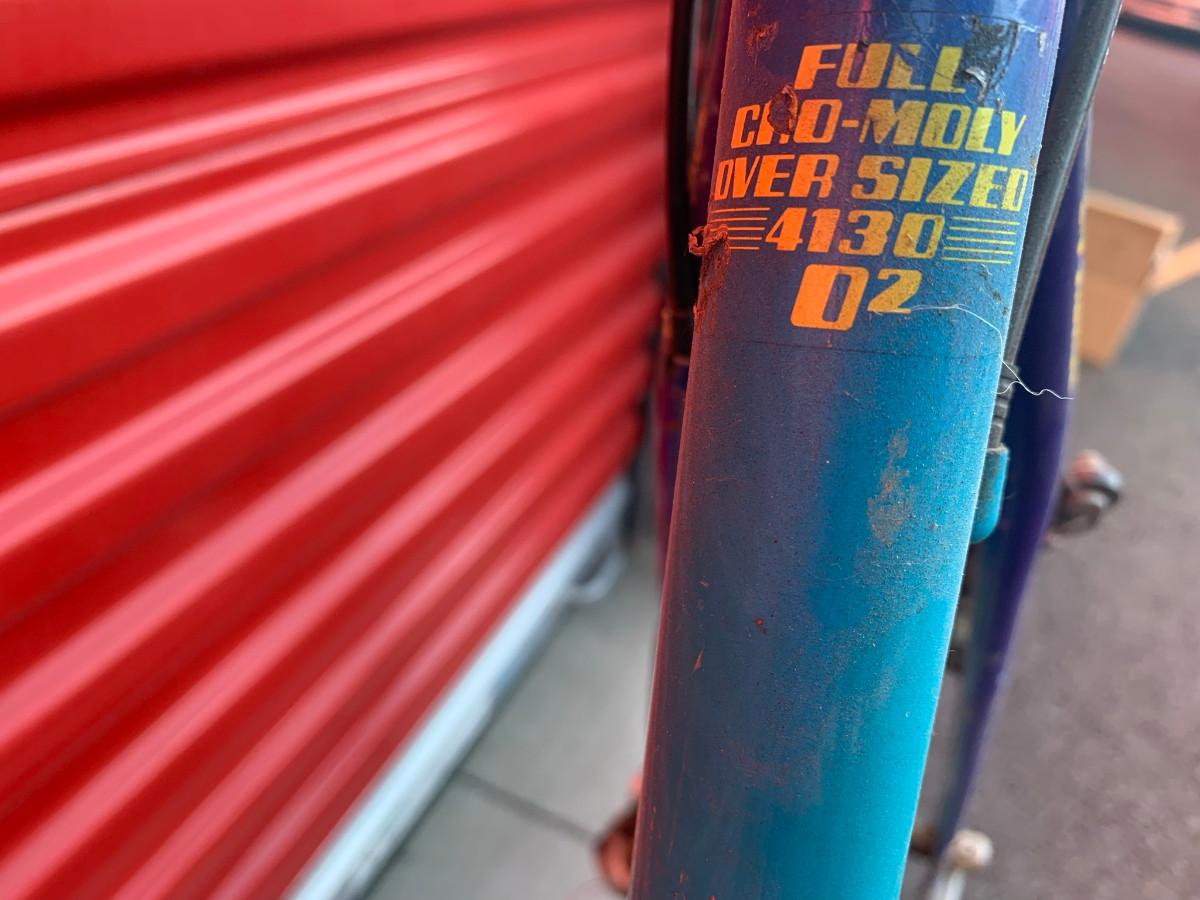 FULL
CRO-MOLY
OVER SIZED
4130
O²